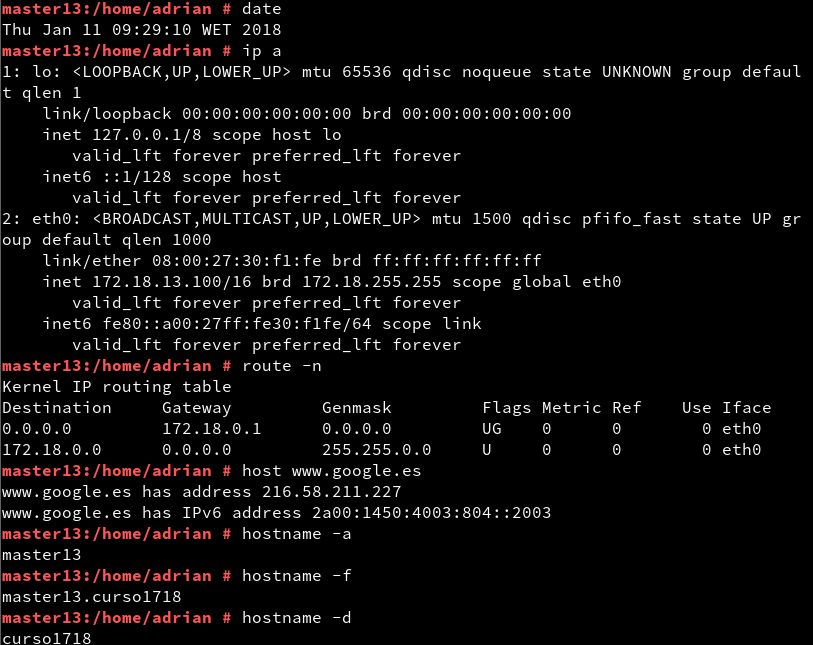 master13:/home/adrian # date
Thu Jan 11 09:29:10 WET 2018
master13:/home/adrian # ip a
1: lo: <LOOPBACK,UP,LOWER_UP> mtu 65536 qdisc noqueue state UNKNOWN group defaul
t qlen 1
    link/loopback 00:00:00:00:00:00 brd 00:00:00:00:00:00
    inet 127.0.0.1/8 scope host lo
       valid_lft forever preferred_lft forever
    inet6 ::1/128 scope host
       valid_lft forever preferred_lft forever
2: eth0: <BROADCAST,MULTICAST,UP,LOWER_UP> mtu 1500 qdisc pfifo_fast state UP gr
oup default qlen 1000
    link/ether 08:00:27:30:f1:fe brd ff:ff:ff:ff:ff:ff
    inet 172.18.13.100/16 brd 172.18.255.255 scope global eth0
       valid_lft forever preferred_lft forever
    inet6 fe80::a00:27ff:fe30:f1fe/64 scope link
       valid_lft forever preferred_lft forever
master13:/home/adrian # route -n
Kernel IP routing table
Destination     Gateway         Genmask         Flags Metric Ref    Use Iface
0.0.0.0         172.18.0.1      0.0.0.0         UG    0      0        0 eth0
172.18.0.0      0.0.0.0         255.255.0.0     U     0      0        0 eth0
master13:/home/adrian # host www.google.es
www.google.es has address 216.58.211.227
www.google.es has IPv6 address 2a00:1450:4003:804::2003
master13:/home/adrian # hostname -a
master13
master13:/home/adrian # hostname -f
master13.curso1718
master13:/home/adrian # hostname -d
curso1718